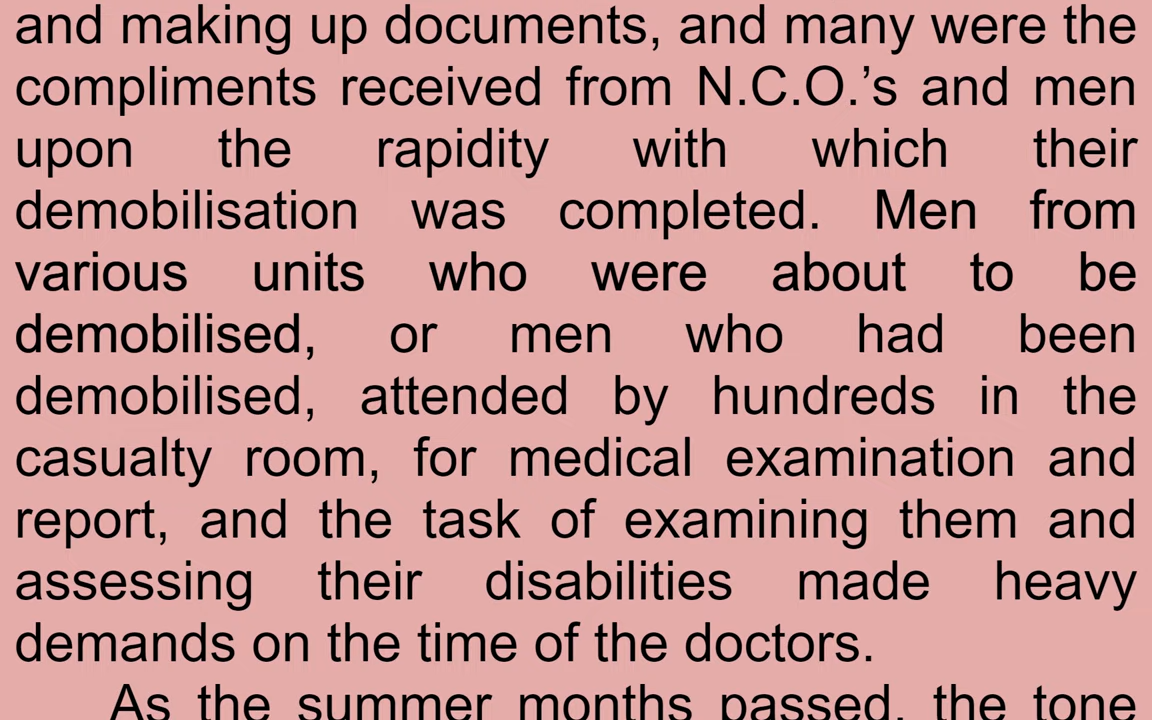 and making up documents, and many were the
compliments received from N.C.O.’s and men
upon the rapidity with which their
demobilisation was completed. Men from
various units who were about to be
demobilised, or men who had been
demobilised, attended by hundreds in the
casualty room, for medical examination and
report, and the task of examining them and
assessing their disabilities made heavy
demands on the time of the doctors.
As the summer months passed, the tone